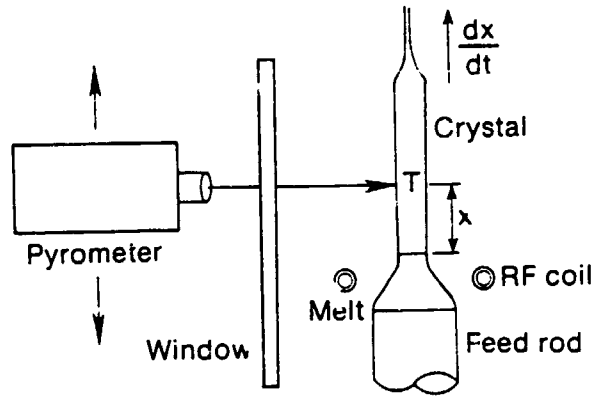 dx
dt
Crystal
T
x
Pyrometer
RF coil
Melt
Window
Feed rod